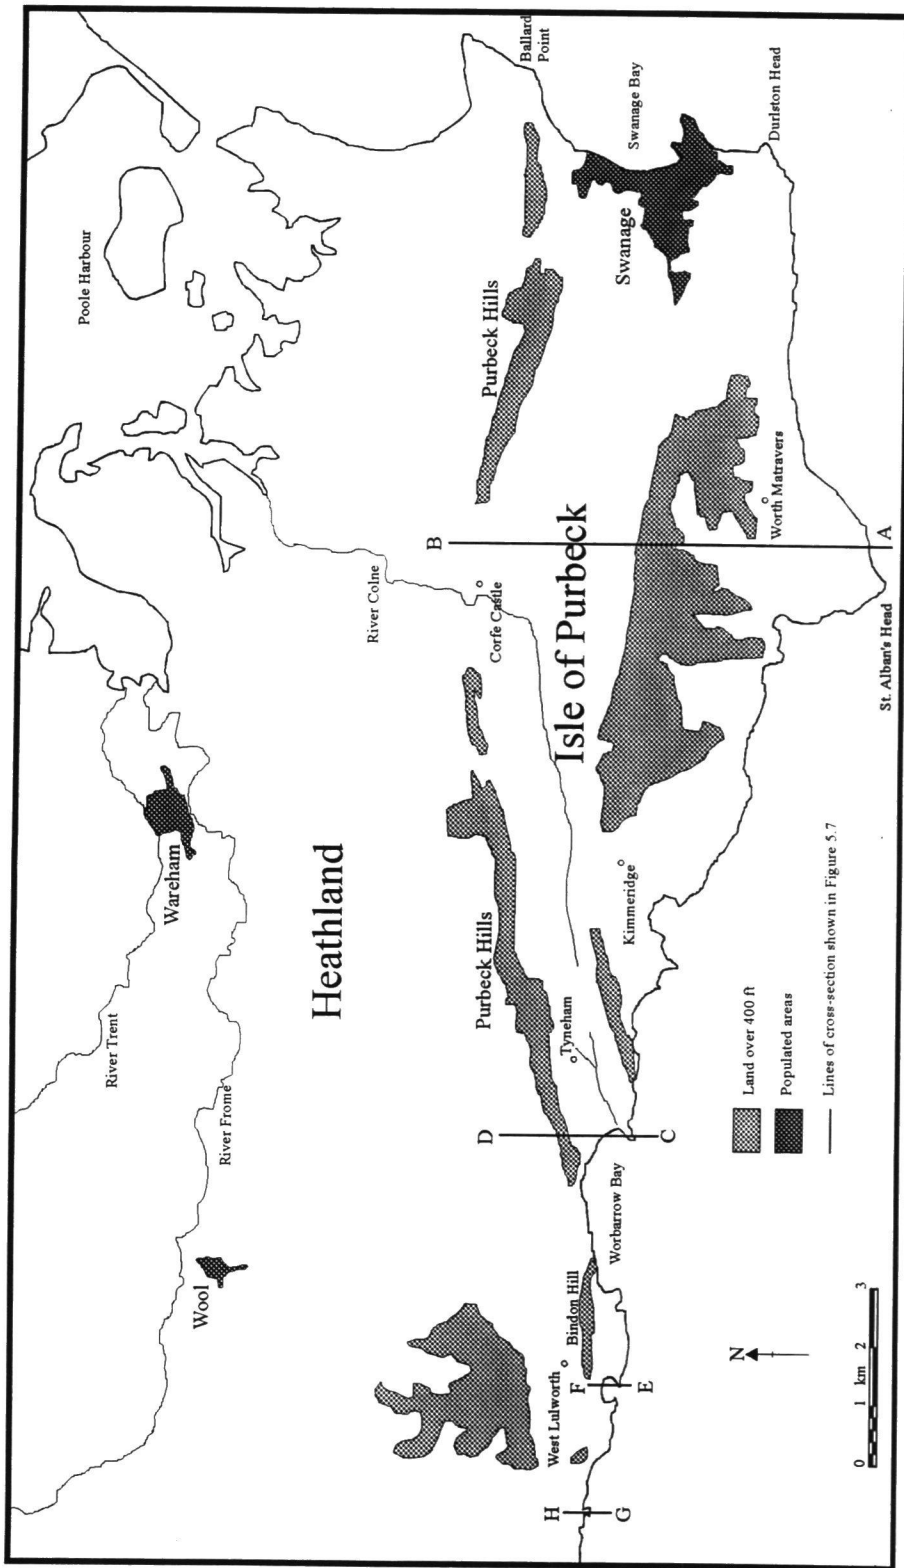 Poole Harbour
Ballard
Point
Swanage Bay
Durlston Head
Swanage
Purbeck Hills
Worth Matravers
River Colne
Corfe Castle
Isle of Purbeck
St. Alban's Head
B
A
Wareham
Heathland
River Trent
River Frome
Purbeck Hills
Kimmeridge
Tyneham
D
C
Worbarrow Bay
Wool
Bindon Hill
West Lulworth
F
E
H
G
Land over 400 ft
Populated areas
Lines of cross-section shown in Figure 5.7
N
0 1 km 2 3